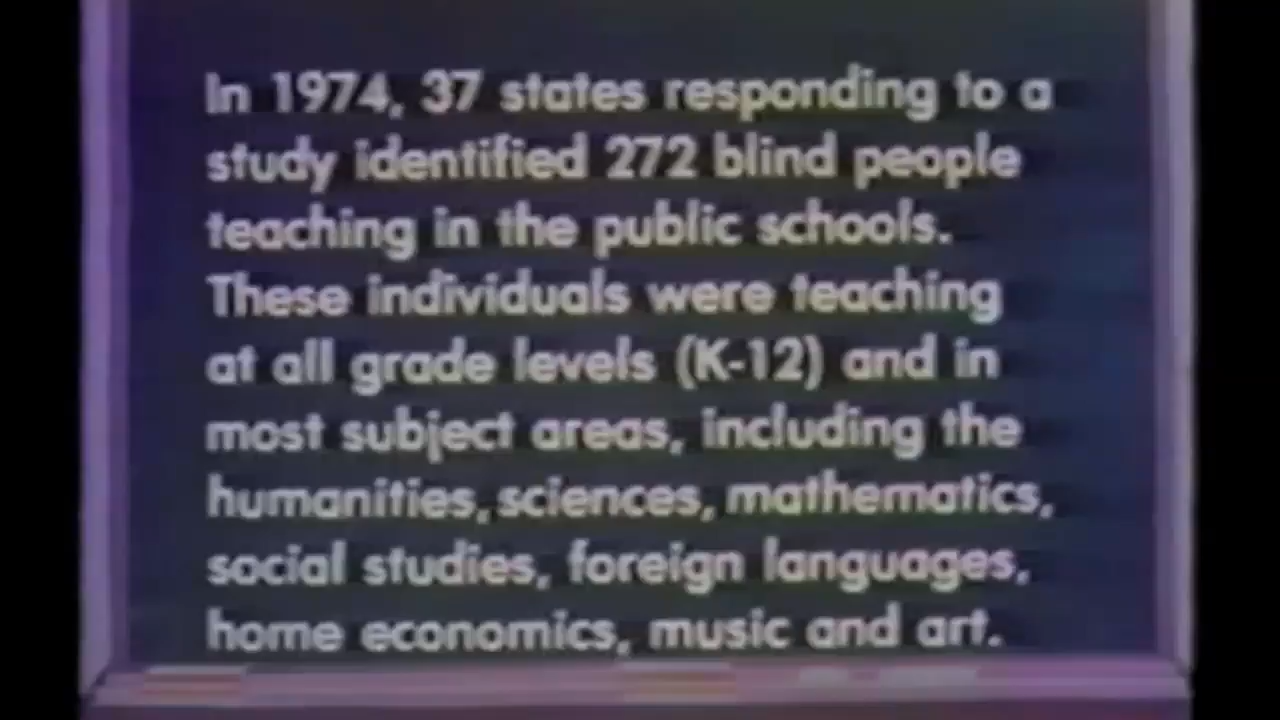 In 1974, 37 states responding to a
study identified 272 blind people
teaching in the public schools.
These individuals were teaching
at all grade levels (K-12) and in
most subject areas, including the
humanities, sciences, mathematics,
social studies, foreign languages,
home economics, music and art.